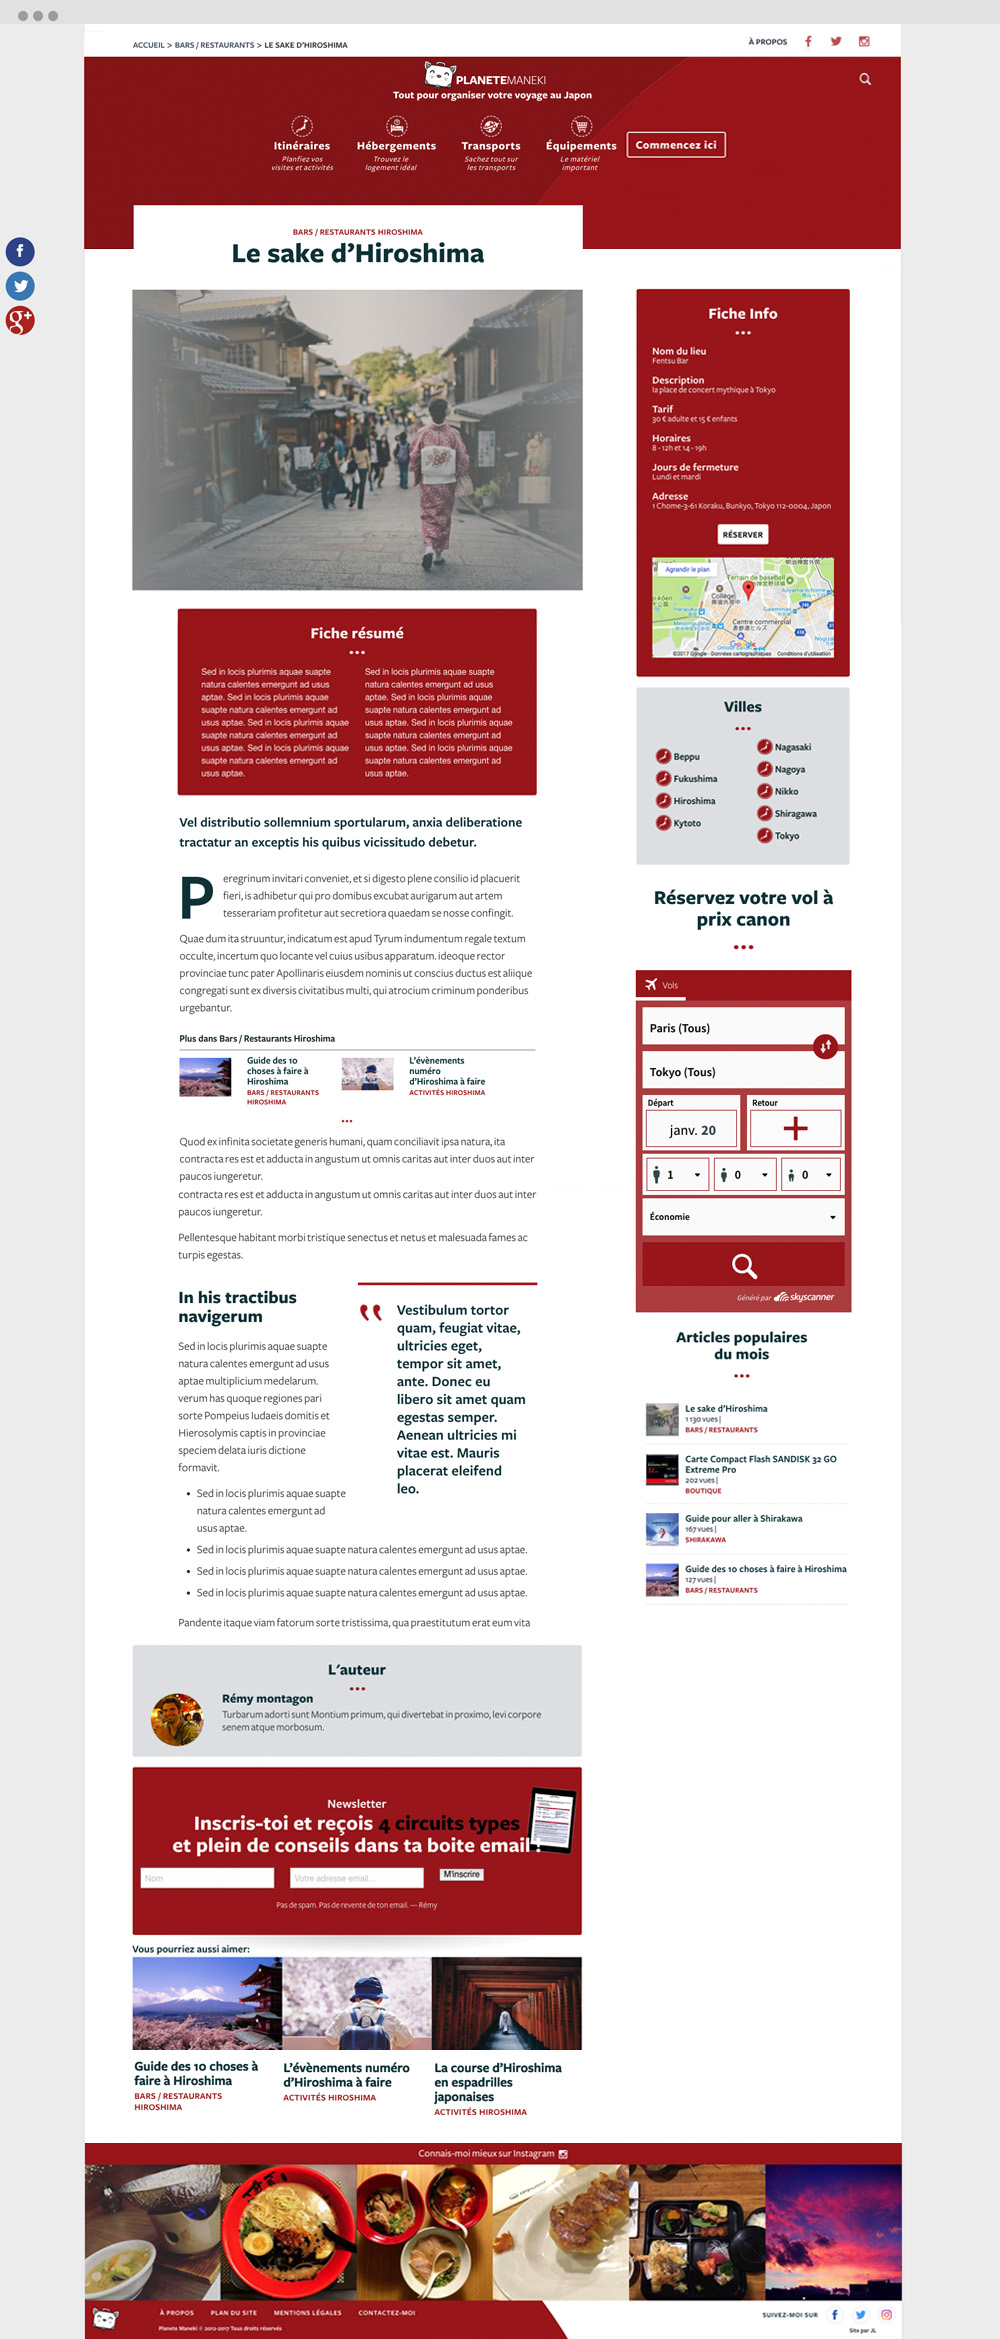 ACCUEIL > BARS / RESTAURANTS > LE SAKE D'HIROSHIMA
À PROPOS
PLANETEMANEKI
Tout pour organiser votre voyage au Japon
Itinéraires
Planfiez vos
visites et activités
Hébergements
Trouvez le
logement idéal
Transports
Sachez tout sur
les transports
Équipements
Le matériel
important
Commencez ici
BARS / RESTAURANTS HIROSHIMA
Le sake d'Hiroshima
Fiche résumé
Sed in locis plurimis aquae suapte
natura calentes emergunt ad usus
aptae. Sed in locis plurimis aquae
suapte natura calentes emergunt ad
usus aptae. Sed in locis plurimis aquae
suapte natura calentes emergunt ad
usus aptae. Sed in locis plurimis aquae
suapte natura calentes emergunt ad
usus aptae.
Sed in locis plurimis aquae suapte
natura calentes emergunt ad usus
aptae. Sed in locis plurimis aquae
suapte natura calentes emergunt ad
usus aptae. Sed in locis plurimis aquae
suapte natura calentes emergunt ad
usus aptae. Sed in locis plurimis aquae
suapte natura calentes emergunt ad
usus aptae.
Vel distributio sollemnium sportularum, anxia deliberatione
tractatur an exceptis his quibus vicissitudo debetur.
Peregrinum invitari conveniet, et si digesto plene consilio id placuerit
fieri, is adhibetur qui pro domibus excubat aurigarum aut artem
tesserariam profitetur aut secretiora quaedam se nosse confingit.
Quae dum ita struuntur, indicatum est apud Tyrum indumentum regale textum
occulte, incertum quo locante vel cuius usibus apparatum. ideoque rector
provinciae tunc pater Apollinaris eiusdem nominis ut conscius ductus est aliique
congregati sunt ex diversis civitatibus multi, qui atrocium criminum ponderibus
urgebantur.
Plus dans Bars / Restaurants Hiroshima
Guide des 10
choses à faire à
Hiroshima
BARS / RESTAURANTS
HIROSHIMA
L'évènements
numéro
d'Hiroshima à faire
ACTIVITÉS HIROSHIMA
Quod ex infinita societate generis humani, quam conciliavit ipsa natura, ita
contracta res est et adducta in angustum ut omnis caritas aut inter duos aut inter
paucos iungeretur.
contracta res est et adducta in angustum ut omnis caritas aut inter duos aut inter
paucos iungeretur.
Pellentesque habitant morbi tristique senectus et netus et malesuada fames ac
turpis egestas.
In his tractibus
navigerum
Sed in locis plurimis aquae suapte
natura calentes emergunt ad usus
aptae multiplicium medelarum.
verum has quoque regiones pari
sorte Pompeius Iudaeis domitis et
Hierosolymis captis in provinciae
speciem delata iuris dictione
formavit.
" Vestibulum tortor
quam, feugiat vitae,
ultricies eget,
tempor sit amet,
ante. Donec eu
libero sit amet quam
egestas semper.
Aenean ultricies mi
vitae est. Mauris
placerat eleifend
leo.
• Sed in locis plurimis aquae suapte
natura calentes emergunt ad
usus aptae.
• Sed in locis plurimis aquae suapte natura calentes emergunt ad usus aptae.
• Sed in locis plurimis aquae suapte natura calentes emergunt ad usus aptae.
• Sed in locis plurimis aquae suapte natura calentes emergunt ad usus aptae.
Pandente itaque viam fatorum sorte tristissima, qua praestitutum erat eum vita
L'auteur
Rémy montagon
Turbarum adorti sunt Montium primum, qui divertebat in proximo, levi corpore
senem atque morbosum.
Newsletter
Inscris-toi et reçois 4 circuits types
et plein de conseils dans ta boite email !
Nom
Votre adresse email...
M'inscrire
Pas de spam. Pas de revente de ton email. — Rémy
Vous pourriez aussi aimer:
Guide des 10 choses à
faire à Hiroshima
BARS / RESTAURANTS
HIROSHIMA
L'évènements numéro
d'Hiroshima à faire
ACTIVITÉS HIROSHIMA
La course d'Hiroshima
en espadrilles
japonaises
ACTIVITÉS HIROSHIMA
Fiche Info
Nom du lieu
Fentsu Bar
Description
la place de concert mythique à Tokyo
Tarif
30 € adulte et 15 € enfants
Horaires
8 - 12h et 14 - 19h
Jours de fermeture
Lundi et mardi
Adresse
1 Chome-3-61 Koraku, Bunkyo, Tokyo 112-0004, Japon
RÉSERVER
Agrandir le plan
Terrain de baseball
College
Centre commercial
Google
©2017 Google - Données cartographiques Conditions d'utilisation
Villes
Beppu
Fukushima
Hiroshima
Kytoto
Nagasaki
Nagoya
Nikko
Shiragawa
Tokyo
Réservez votre vol à
prix canon
Vols
Paris (Tous)
Tokyo (Tous)
Départ
janv. 20
Retour
1
0
0
Économie
Généré par skyscanner
Articles populaires
du mois
Le sake d'Hiroshima
1 130 vues |
BARS / RESTAURANTS
Carte Compact Flash SANDISK 32 GO
Extreme Pro
202 vues |
BOUTIQUE
Guide pour aller à Shirakawa
167 vues |
SHIRAKAWA
Guide des 10 choses à faire à Hiroshima
127 vues |
BARS / RESTAURANTS
Connais-moi mieux sur Instagram
À PROPOS
PLAN DU SITE
MENTIONS LÉGALES
CONTACTEZ-MOI
Planete Maneki © 2012-2017 Tous droits réservés
SUIVEZ-MOI SUR
Site par JL